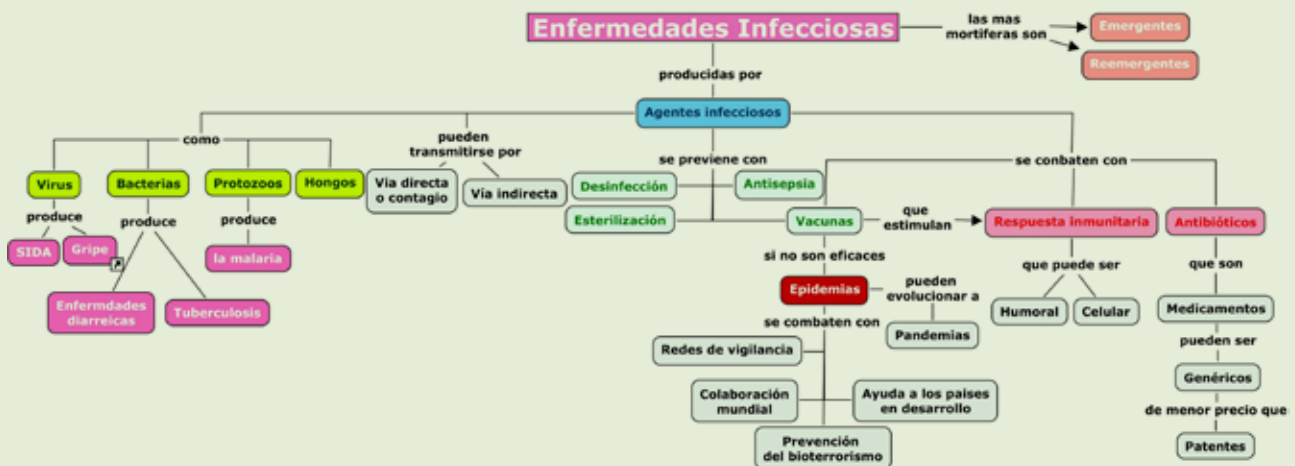 Enfermedades Infecciosas
las mas
mortiferas son
Emergentes
Reemergentes
producidas por
Agentes infecciosos
como
pueden
transmitirse por
se previene con
se conbaten con
Virus
Bacterias
Protozoos
Hongos
Via directa
o contagio
Vía indirecta
Desinfección
Antisepsia
Esterilización
Vacunas
que
estimulan
Respuesta inmunitaria
Antibióticos
produce
produce
produce
SIDA
Gripe
la malaria
Enfermdades
diarreicas
Tuberculosis
si no son eficaces
Epidemias
pueden
evolucionar a
Pandemias
que puede ser
Humoral
Celular
que son
Medicamentos
pueden ser
Genéricos
de menor precio que
Patentes
se combaten con
Redes de vigilancia
Colaboración
mundial
Ayuda a los paises
en desarrollo
Prevención
del bioterrorismo